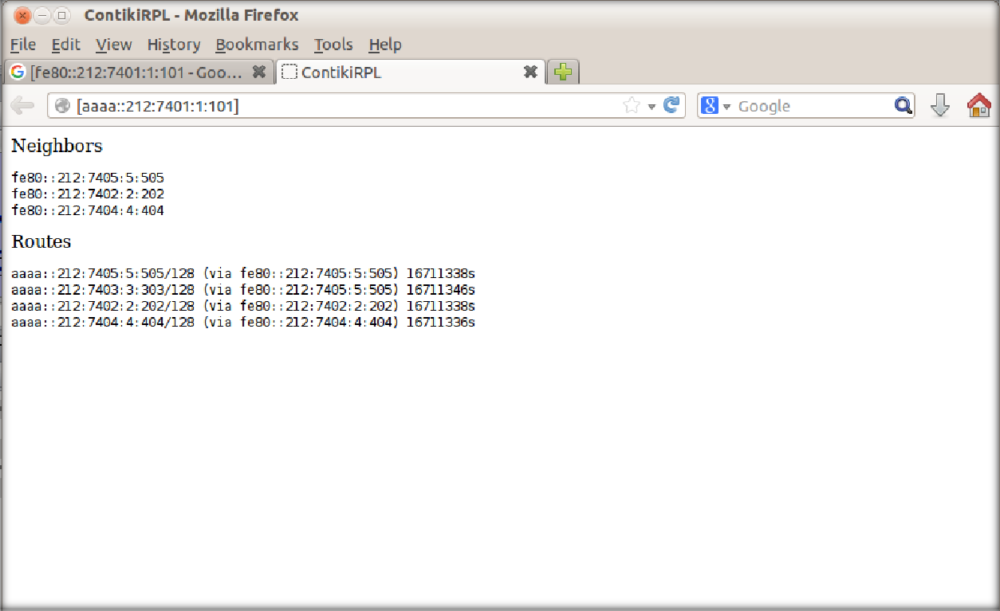 ContikiRPL - Mozilla Firefox
File Edit View History Bookmarks Tools Help
[fe80::212:7401:1:101 - Goo... ContikiRPL
[aaaa::212:7401:1:101] Google
Neighbors
fe80::212:7405:5:505
fe80::212:7402:2:202
fe80::212:7404:4:404
Routes
aaaa::212:7405:5:505/128 (via fe80::212:7405:5:505) 16711338s
aaaa::212:7403:3:303/128 (via fe80::212:7405:5:505) 16711346s
aaaa::212:7402:2:202/128 (via fe80::212:7402:2:202) 16711338s
aaaa::212:7404:4:404/128 (via fe80::212:7404:4:404) 16711336s